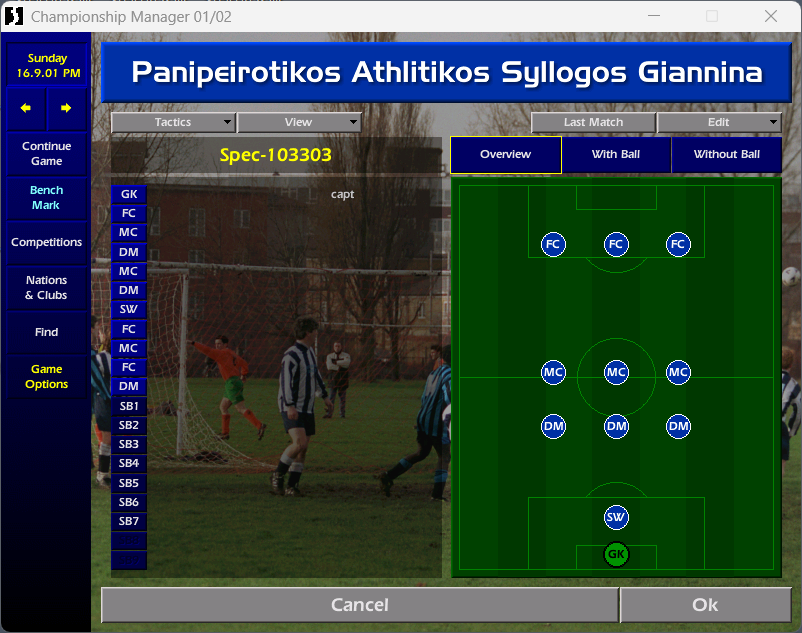 Championship Manager 01/02
Sunday
16.9.01 PM
Continue
Game
Bench
Mark
Competitions
Nations
& Clubs
Find
Game
Options
Panipeirotikos Athlitikos Syllogos Giannina
Tactics
View
Last Match
Edit
Spec-103303
Overview
With Ball
Without Ball
GK capt
FC
MC
DM
MC
DM
SW
FC
MC
FC
DM
SB1
SB2
SB3
SB4
SB5
SB6
SB7
FC FC FC
MC MC MC
DM DM DM
SW
GK
Cancel
Ok